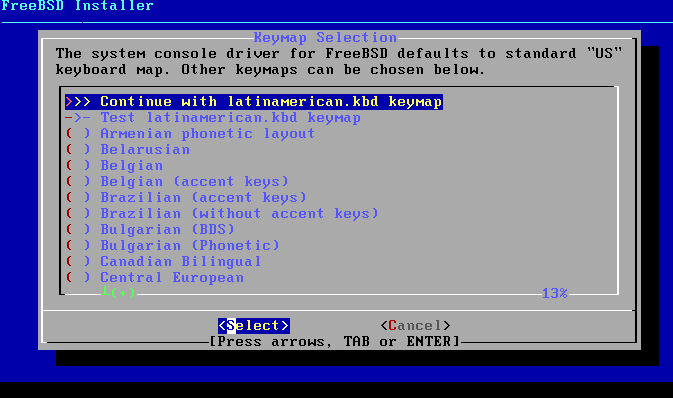 FreeBSD Installer
Keymap Selection
The system console driver for FreeBSD defaults to standard "US"
keyboard map. Other keymaps can be chosen below.
>>> Continue with latinamerican.kbd keymap
->- Test latinamerican.kbd keymap
( ) Armenian phonetic layout
( ) Belarusian
( ) Belgian
( ) Belgian (accent keys)
( ) Brazilian (accent keys)
( ) Brazilian (without accent keys)
( ) Bulgarian (BDS)
( ) Bulgarian (Phonetic)
( ) Canadian Bilingual
( ) Central European
13%
<Select> <Cancel>
[Press arrows, TAB or ENTER]